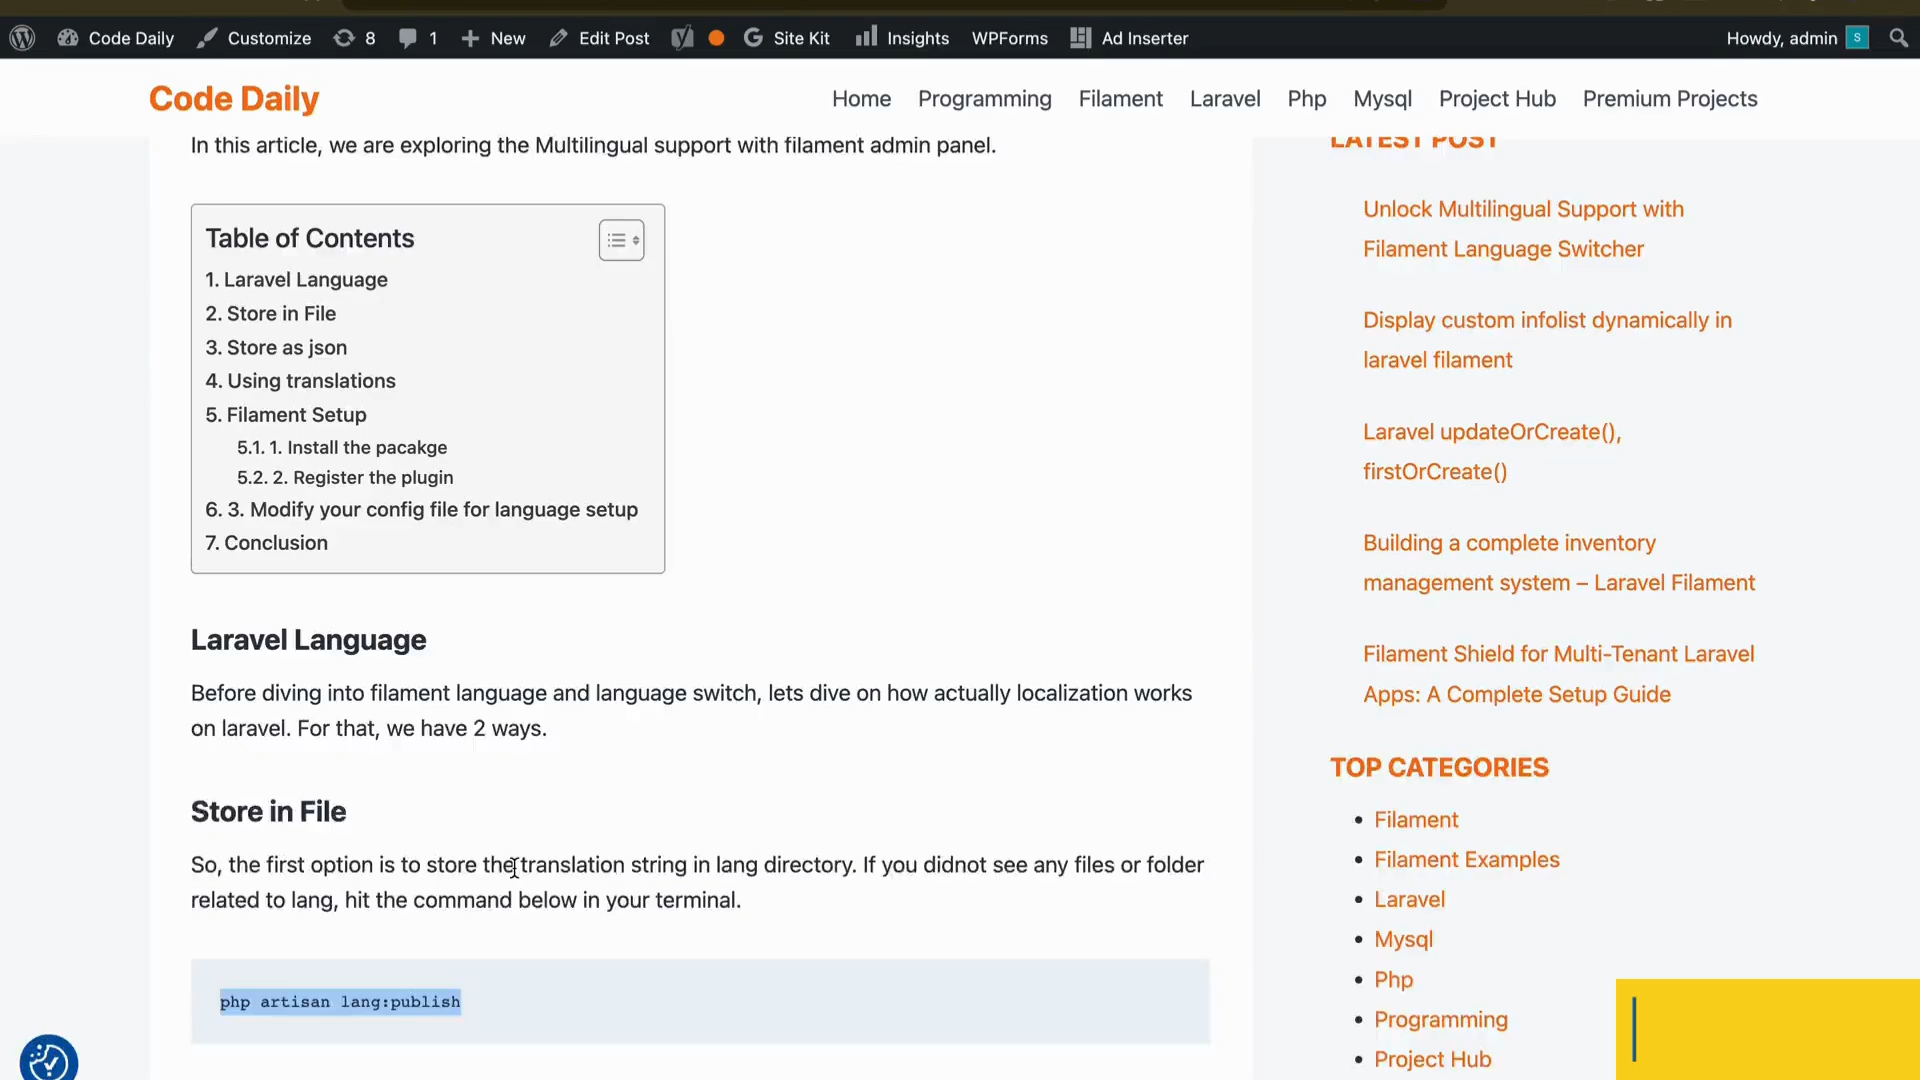 Code Daily
Customize
8
1
New
Edit Post
Site Kit
Insights
WPForms
Ad Inserter
Howdy, admin
S
Code Daily
Home
Programming
Filament
Laravel
Php
Mysql
Project Hub
Premium Projects
In this article, we are exploring the Multilingual support with filament admin panel.
Table of Contents
1. Laravel Language
2. Store in File
3. Store as json
4. Using translations
5. Filament Setup
5.1. 1. Install the pacakge
5.2. 2. Register the plugin
6. 3. Modify your config file for language setup
7. Conclusion
Laravel Language
Before diving into filament language and language switch, lets dive on how actually localization works
on laravel. For that, we have 2 ways.
Store in File
So, the first option is to store the translation string in lang directory. If you didnot see any files or folder
related to lang, hit the command below in your terminal.
php artisan lang:publish
LATEST POST
Unlock Multilingual Support with
Filament Language Switcher
Display custom infolist dynamically in
laravel filament
Laravel updateOrCreate(),
firstOrCreate()
Building a complete inventory
management system – Laravel Filament
Filament Shield for Multi-Tenant Laravel
Apps: A Complete Setup Guide
TOP CATEGORIES
Filament
Filament Examples
Laravel
Mysql
Php
Programming
Project Hub